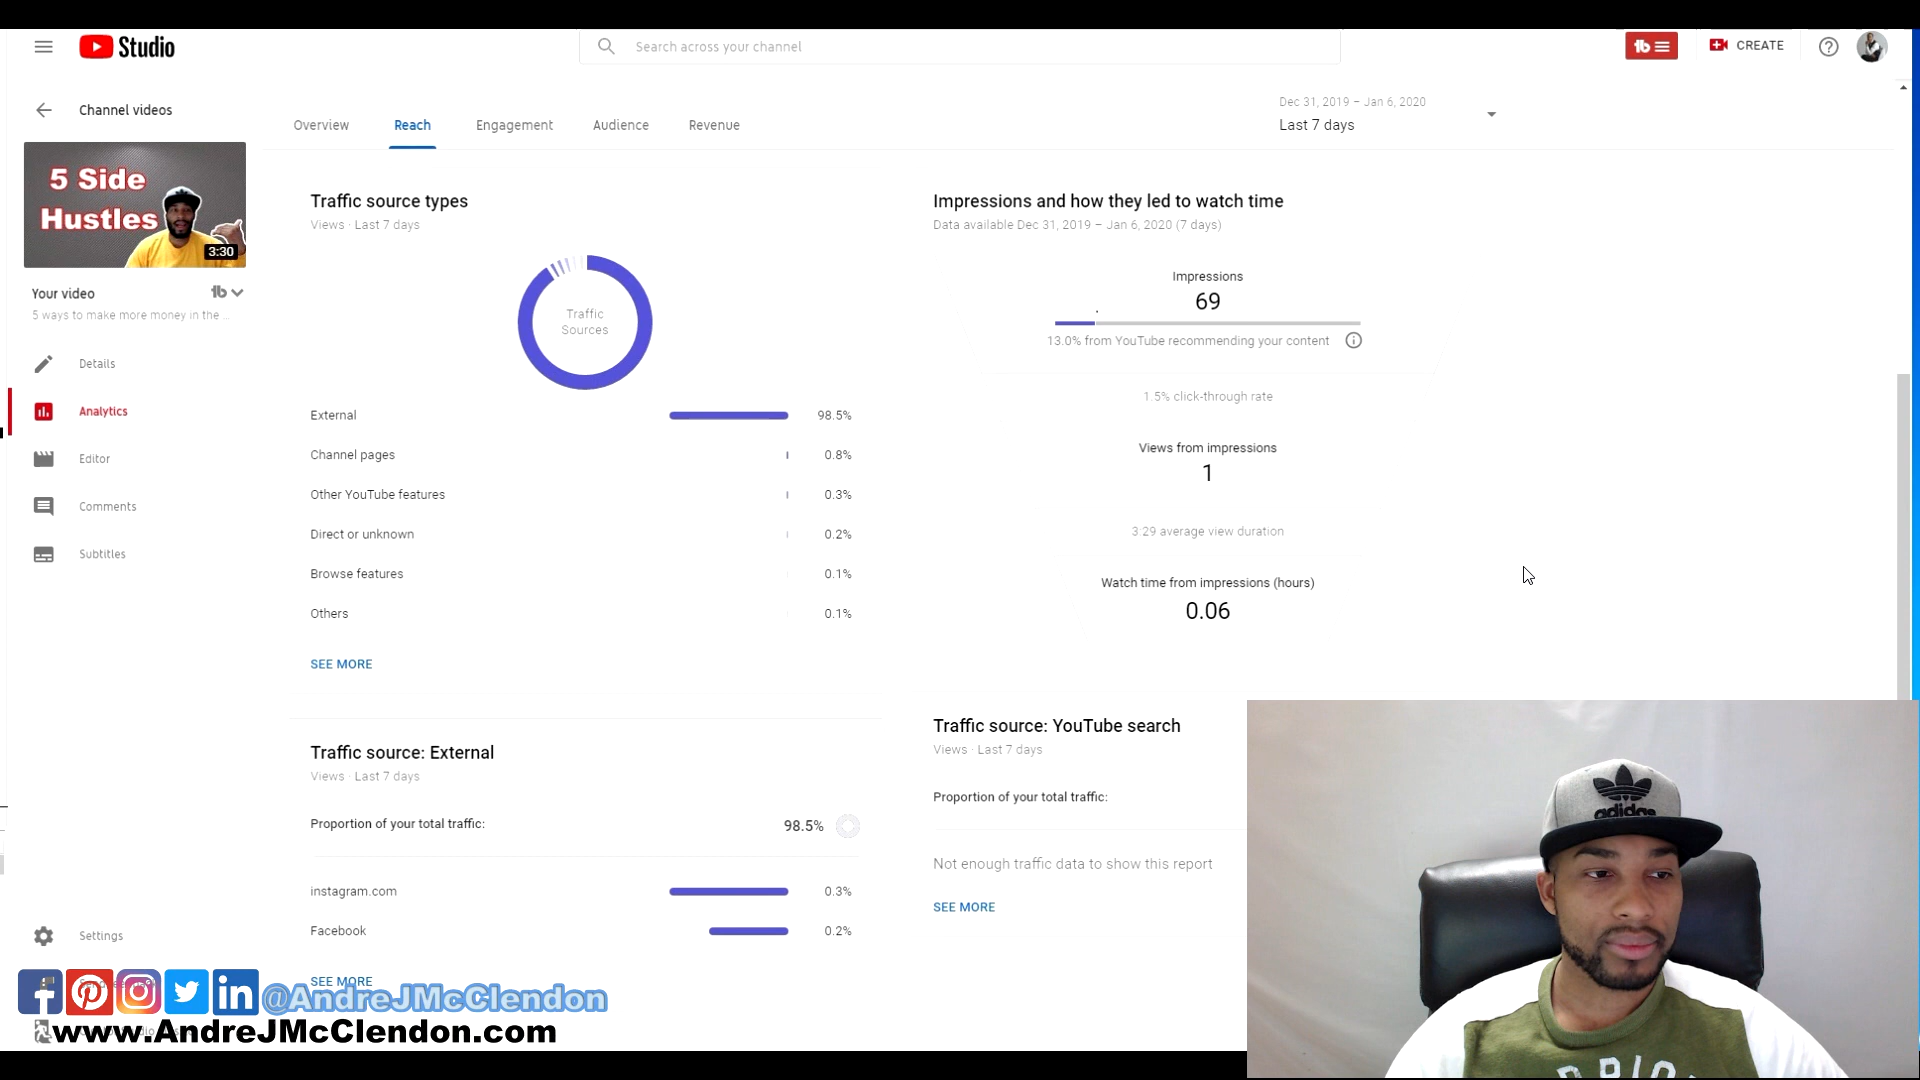 Studio
Search across your channel
CREATE
Channel videos
Overview
Reach
Engagement
Audience
Revenue
Dec 31, 2019 – Jan 6, 2020
Last 7 days
5 Side
Hustles
3:30
Your video
5 ways to make more money in the ...
Details
Analytics
Editor
Comments
Subtitles
Settings
Traffic source types
Views · Last 7 days
Traffic
Sources
External 98.5%
Channel pages 0.8%
Other YouTube features 0.3%
Direct or unknown 0.2%
Browse features 0.1%
Others 0.1%
SEE MORE
Impressions and how they led to watch time
Data available Dec 31, 2019 – Jan 6, 2020 (7 days)
Impressions
69
13.0% from YouTube recommending your content
1.5% click-through rate
Views from impressions
1
3:29 average view duration
Watch time from impressions (hours)
0.06
Traffic source: External
Views · Last 7 days
Proportion of your total traffic: 98.5%
instagram.com 0.3%
Facebook 0.2%
SEE MORE
Traffic source: YouTube search
Views · Last 7 days
Proportion of your total traffic:
Not enough traffic data to show this report
SEE MORE
adidas
@AndreJMcClendon
www.AndreJMcClendon.com